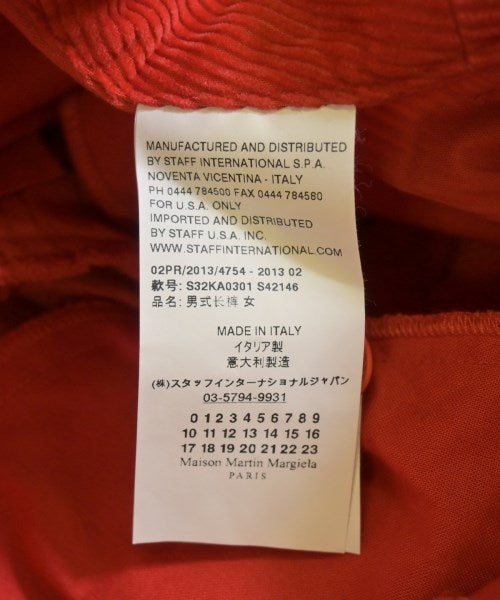 MANUFACTURED AND DISTRIBUTED
BY STAFF INTERNATIONAL S.P.A.
NOVENTA VICENTINA - ITALY
PH 0444 784500 FAX 0444 784580
FOR U.S.A. ONLY
IMPORTED AND DISTRIBUTED
BY STAFF U.S.A. INC.
WWW.STAFFINTERNATIONAL.COM
02PR/2013/4754 - 2013 02
款号: S32KA0301 S42146
品名: 男式长裤 女
MADE IN ITALY
イタリア製
意大利製造
(株)スタッフインターナショナルジャパン
03-5794-9931
0 1 2 3 4 5 6 7 8 9
10 11 12 13 14 15 16
17 18 19 20 21 22 23
Maison Martin Margiela
PARIS